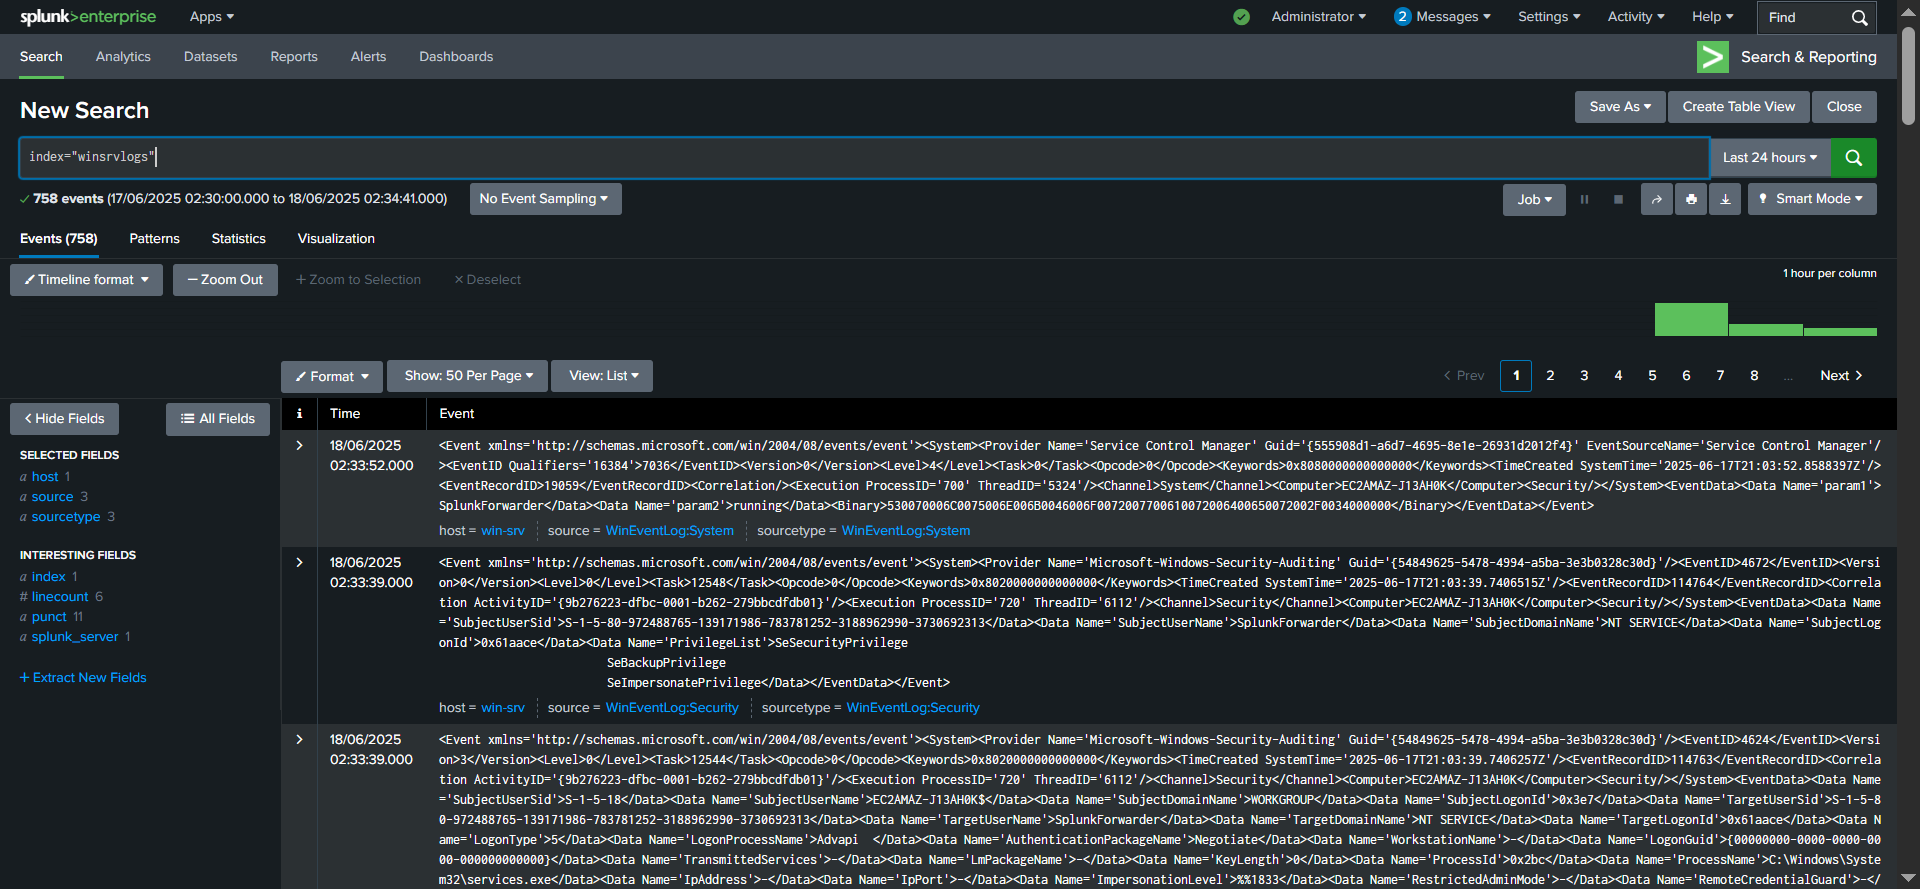 splunk>enterprise Apps Administrator 2 Messages Settings Activity Help Find
Search Analytics Datasets Reports Alerts Dashboards Search & Reporting
New Search
Save As Create Table View Close
index="winsrvlogs" Last 24 hours
758 events (17/06/2025 02:30:00.000 to 18/06/2025 02:34:41.000) No Event Sampling Job Smart Mode
Events (758) Patterns Statistics Visualization
Timeline format — Zoom Out + Zoom to Selection × Deselect 1 hour per column
Format Show: 50 Per Page View: List < Prev 1 2 3 4 5 6 7 8 ... Next >
< Hide Fields All Fields
SELECTED FIELDS
a host 1
a source 3
a sourcetype 3
INTERESTING FIELDS
a index 1
# linecount 6
a punct 11
a splunk_server 1
+ Extract New Fields
i Time Event
> 18/06/2025
02:33:52.000
<Event xmlns='http://schemas.microsoft.com/win/2004/08/events/event'><System><Provider Name='Service Control Manager' Guid='{555908d1-a6d7-4695-8e1e-26931d2012f4}' EventSourceName='Service Control Manager'/
><EventID Qualifiers='16384'>7036</EventID><Version>0</Version><Level>4</Level><Task>0</Task><Opcode>0</Opcode><Keywords>0x8080000000000000</Keywords><TimeCreated SystemTime='2025-06-17T21:03:52.8588397Z'/>
<EventRecordID>19059</EventRecordID><Correlation/><Execution ProcessID='700' ThreadID='5324'/><Channel>System</Channel><Computer>EC2AMAZ-J13AH0K</Computer><Security/></System><EventData><Data Name='param1'>
SplunkForwarder</Data><Data Name='param2'>running</Data><Binary>530070006C0075006E006B0046006F007200770061007200640065072002F0034000000</Binary></EventData></Event>
host = win-srv source = WinEventLog:System sourcetype = WinEventLog:System
> 18/06/2025
02:33:39.000
<Event xmlns='http://schemas.microsoft.com/win/2004/08/events/event'><System><Provider Name='Microsoft-Windows-Security-Auditing' Guid='{54849625-5478-4994-a5ba-3e3b0328c30d}'/><EventID>4672</EventID><Versi
on>0</Version><Level>0</Level><Task>12548</Task><Opcode>0</Opcode><Keywords>0x8020000000000000</Keywords><TimeCreated SystemTime='2025-06-17T21:03:39.7406515Z'/><EventRecordID>114764</EventRecordID><Correla
tion ActivityID='{9b276223-dfbc-0001-b262-279bbcdfdb01}'/><Execution ProcessID='720' ThreadID='6112'/><Channel>Security</Channel><Computer>EC2AMAZ-J13AH0K</Computer><Security/></System><EventData><Data Name
='SubjectUserSid'>S-1-5-80-972488765-139171986-783781252-3188962990-3730692313</Data><Data Name='SubjectUserName'>SplunkForwarder</Data><Data Name='SubjectDomainName'>NT SERVICE</Data><Data Name='SubjectLog
onId'>0x61aace</Data><Data Name='PrivilegeList'>SeSecurityPrivilege
SeBackupPrivilege
SeImpersonatePrivilege</Data></EventData></Event>
host = win-srv source = WinEventLog:Security sourcetype = WinEventLog:Security
> 18/06/2025
02:33:39.000
<Event xmlns='http://schemas.microsoft.com/win/2004/08/events/event'><System><Provider Name='Microsoft-Windows-Security-Auditing' Guid='{54849625-5478-4994-a5ba-3e3b0328c30d}'/><EventID>4624</EventID><Versi
on>3</Version><Level>0</Level><Task>12544</Task><Opcode>0</Opcode><Keywords>0x8020000000000000</Keywords><TimeCreated SystemTime='2025-06-17T21:03:39.7406257Z'/><EventRecordID>114763</EventRecordID><Correla
tion ActivityID='{9b276223-dfbc-0001-b262-279bbcdfdb01}'/><Execution ProcessID='720' ThreadID='6112'/><Channel>Security</Channel><Computer>EC2AMAZ-J13AH0K</Computer><Security/></System><EventData><Data Name
='SubjectUserSid'>S-1-5-18</Data><Data Name='SubjectUserName'>EC2AMAZ-J13AH0K$</Data><Data Name='SubjectDomainName'>WORKGROUP</Data><Data Name='SubjectLogonId'>0x3e7</Data><Data Name='TargetUserSid'>S-1-5-8
0-972488765-139171986-783781252-3188962990-3730692313</Data><Data Name='TargetUserName'>SplunkForwarder</Data><Data Name='TargetDomainName'>NT SERVICE</Data><Data Name='TargetLogonId'>0x61aace</Data><Data N
ame='LogonType'>5</Data><Data Name='LogonProcessName'>Advapi </Data><Data Name='AuthenticationPackageName'>Negotiate</Data><Data Name='WorkstationName'>-</Data><Data Name='LogonGuid'>{00000000-0000-0000-00
00-000000000000}</Data><Data Name='TransmittedServices'>-</Data><Data Name='LmPackageName'>-</Data><Data Name='KeyLength'>0</Data><Data Name='ProcessId'>0x2bc</Data><Data Name='ProcessName'>C:\Windows\Syste
m32\services.exe</Data><Data Name='IpAddress'>-</Data><Data Name='IpPort'>-</Data><Data Name='ImpersonationLevel'>%%1833</Data><Data Name='RestrictedAdminMode'>-</Data><Data Name='RemoteCredentialGuard'>-</